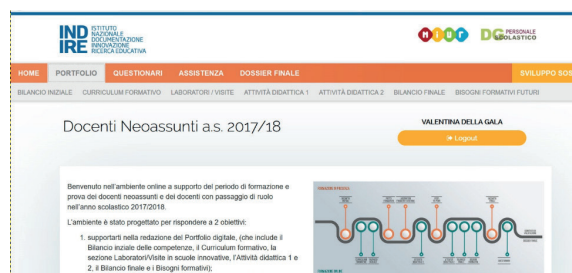 INDIRE ISTITUTO NAZIONALE DOCUMENTAZIONE INNOVAZIONE RICERCA EDUCATIVA
MIUR
DG PERSONALE SCOLASTICO
HOME PORTFOLIO QUESTIONARI ASSISTENZA DOSSIER FINALE SVILUPPO SOS
BILANCIO INIZIALE CURRICULUM FORMATIVO LABORATORI / VISITE ATTIVITÀ DIDATTICA 1 ATTIVITÀ DIDATTICA 2 BILANCIO FINALE BISOGNI FORMATIVI FUTURI
Docenti Neoassunti a.s. 2017/18
VALENTINA DELLA GALA
Logout
Benvenuto nell'ambiente online a supporto del periodo di formazione e
prova dei docenti neoassunti e dei docenti con passaggio di ruolo
nell'anno scolastico 2017/2018.
L'ambiente è stato progettato per rispondere a 2 obiettivi:
1. supportarti nella redazione del Portfolio digitale, (che include il
Bilancio inziale delle competenze, il Curriculum formativo, la
sezione Laboratori/Visite in scuole innovative, l'Attività didattica 1 e
2, il Bilancio finale e i Bisogni formativi);